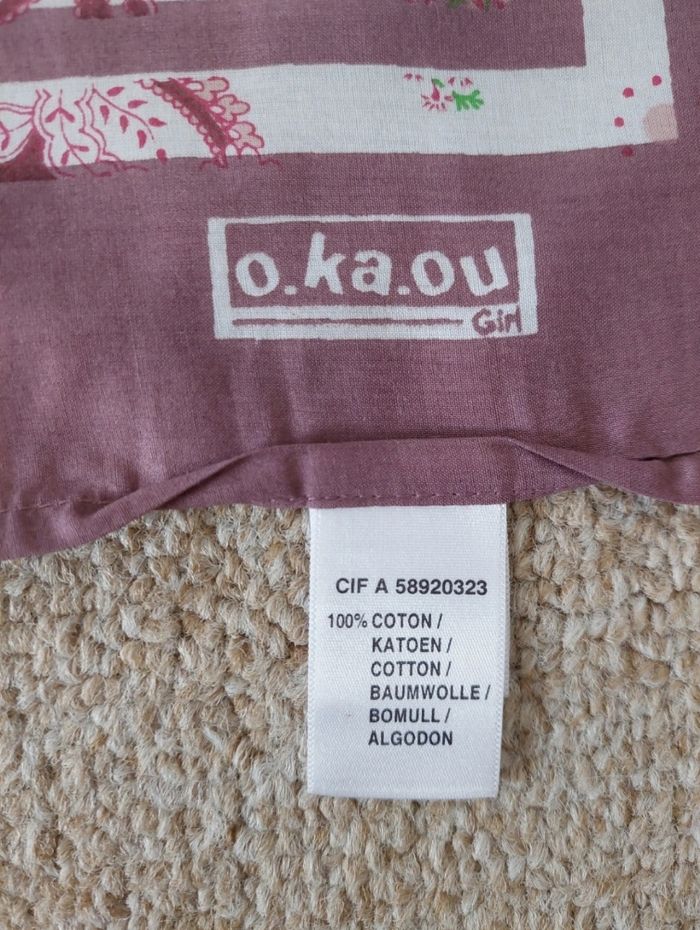 o.ka.ou
Girl
CIF A 58920323
100% COTON /
KATOEN /
COTTON /
BAUMWOLLE /
BOMULL /
ALGODON